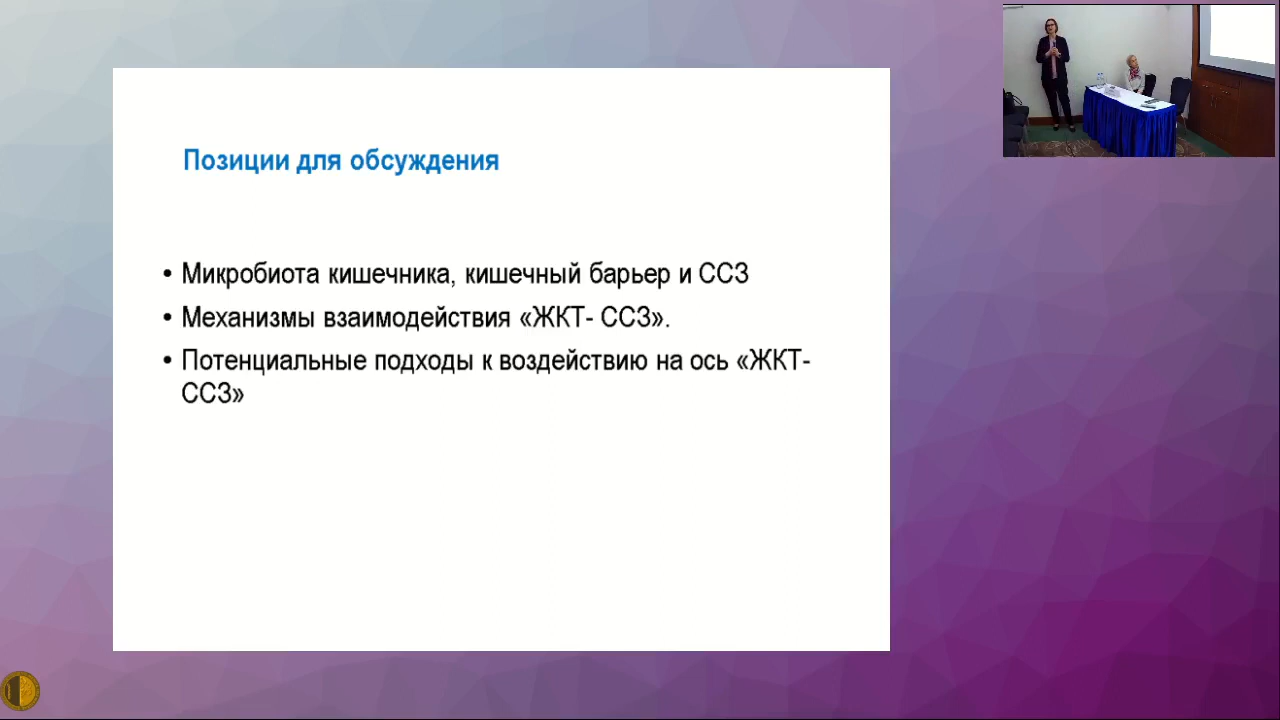 Позиции для обсуждения
• Микробиота кишечника, кишечный барьер и ССЗ
• Механизмы взаимодействия «ЖКТ- ССЗ».
• Потенциальные подходы к воздействию на ось «ЖКТ-
ССЗ»